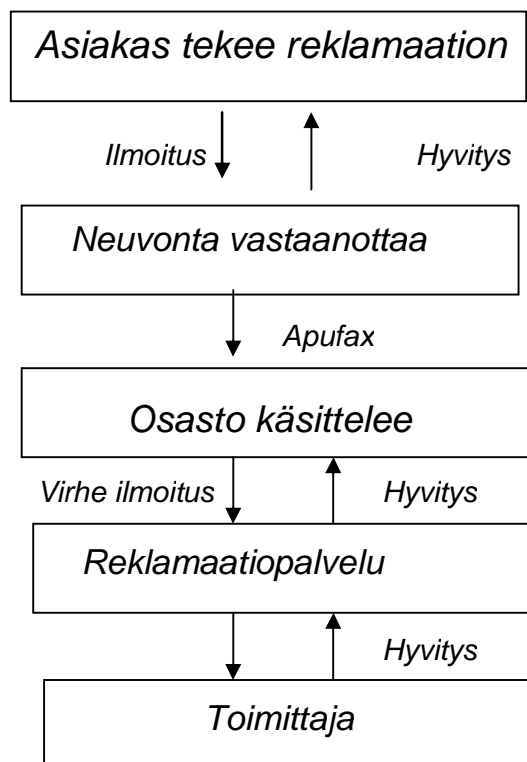 Asiakas tekee reklamaation
Ilmoitus Hyvitys
Neuvonta vastaanottaa
Apufax
Osasto käsittelee
Virhe ilmoitus Hyvitys
Reklamaatiopalvelu
Hyvitys
Toimittaja